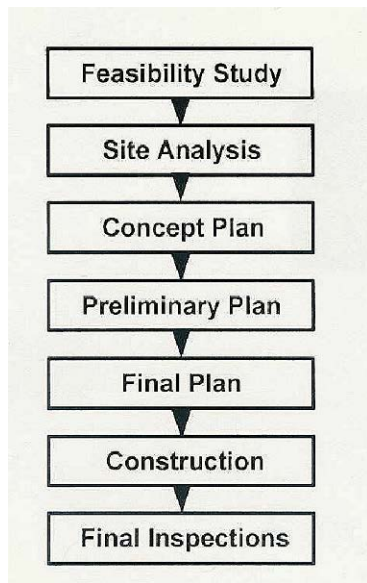 Feasibility Study
Site Analysis
Concept Plan
Preliminary Plan
Final Plan
Construction
Final Inspections